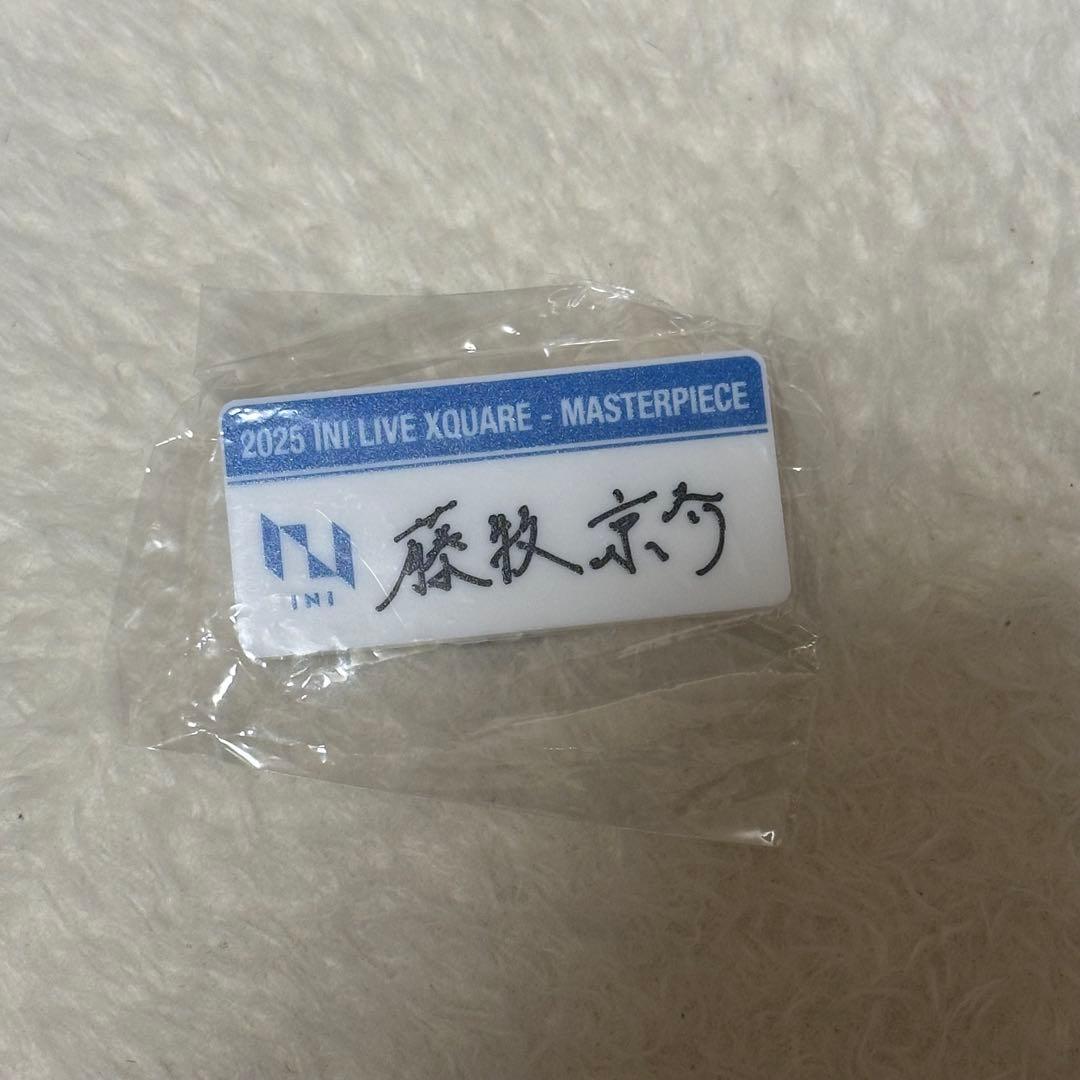 2025 INI LIVE XQUARE - MASTERPIECE
藤牧 京介
INI